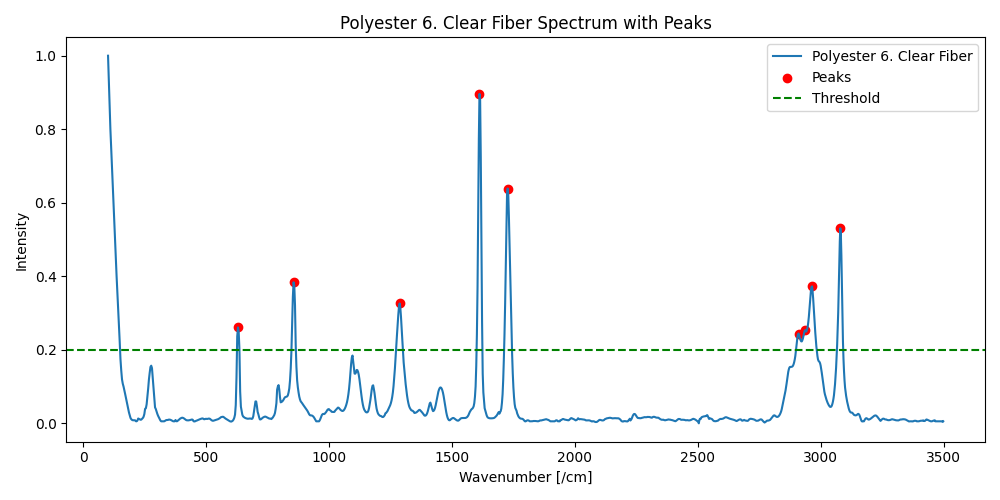 Polyester 6. Clear Fiber Spectrum with Peaks
Polyester 6. Clear Fiber
Peaks
Threshold
Intensity
1.0
0.8
0.6
0.4
0.2
0.0
0 500 1000 1500 2000 2500 3000 3500
Wavenumber [/cm]